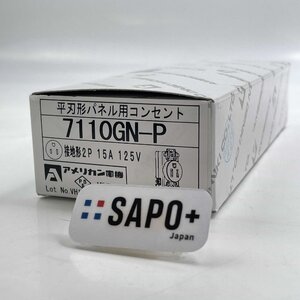 平刃形パネル用コンセント
7110GN-P
接地形2P 15A 125V
アメリカン電機
Lot No.VH
SAPO+
Japan